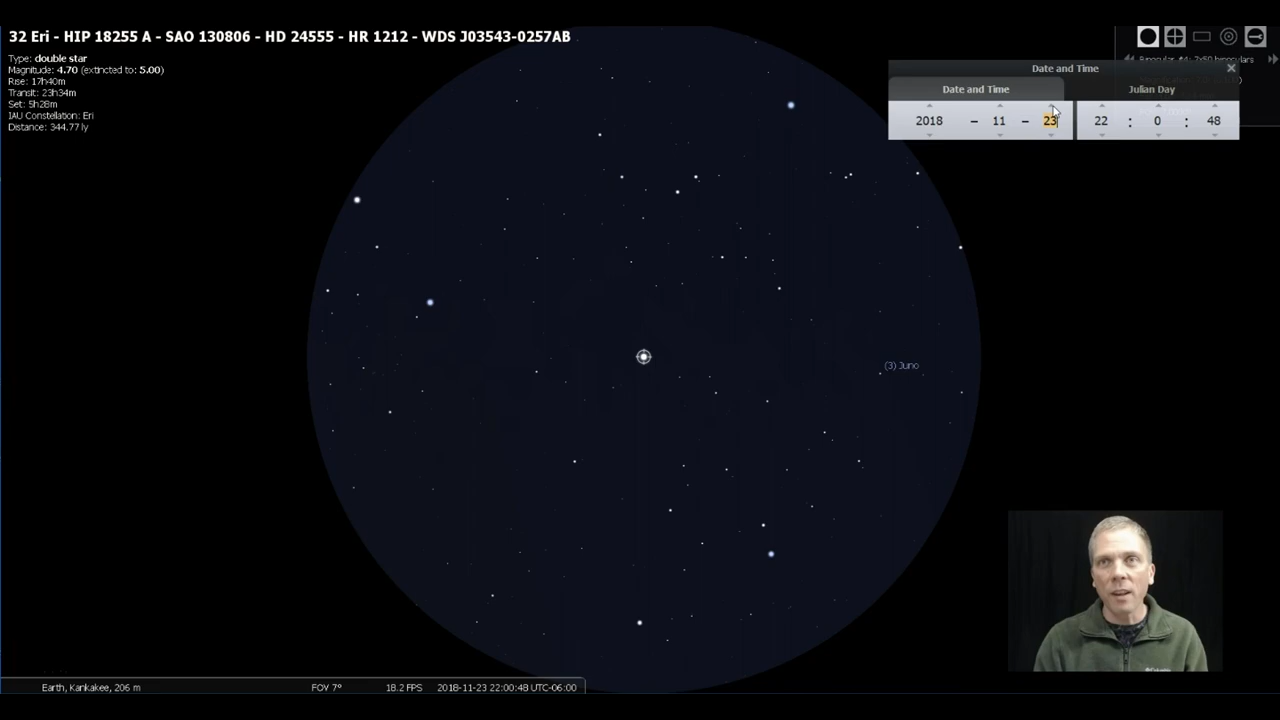 32 Eri - HIP 18255 A - SAO 130806 - HD 24555 - HR 1212 - WDS J03543-0257AB
Type: double star
Magnitude: 4.70 (extincted to: 5.00)
Rise: 17h40m
Transit: 23h34m
Set: 5h28m
IAU Constellation: Eri
Distance: 344.77 ly
Date and Time
Date and Time
Julian Day
2018 - 11 - 23
22 : 0 : 48
(3) Juno
Earth, Kankakee, 206 m
FOV 7°
18.2 FPS
2018-11-23 22:00:48 UTC-06:00